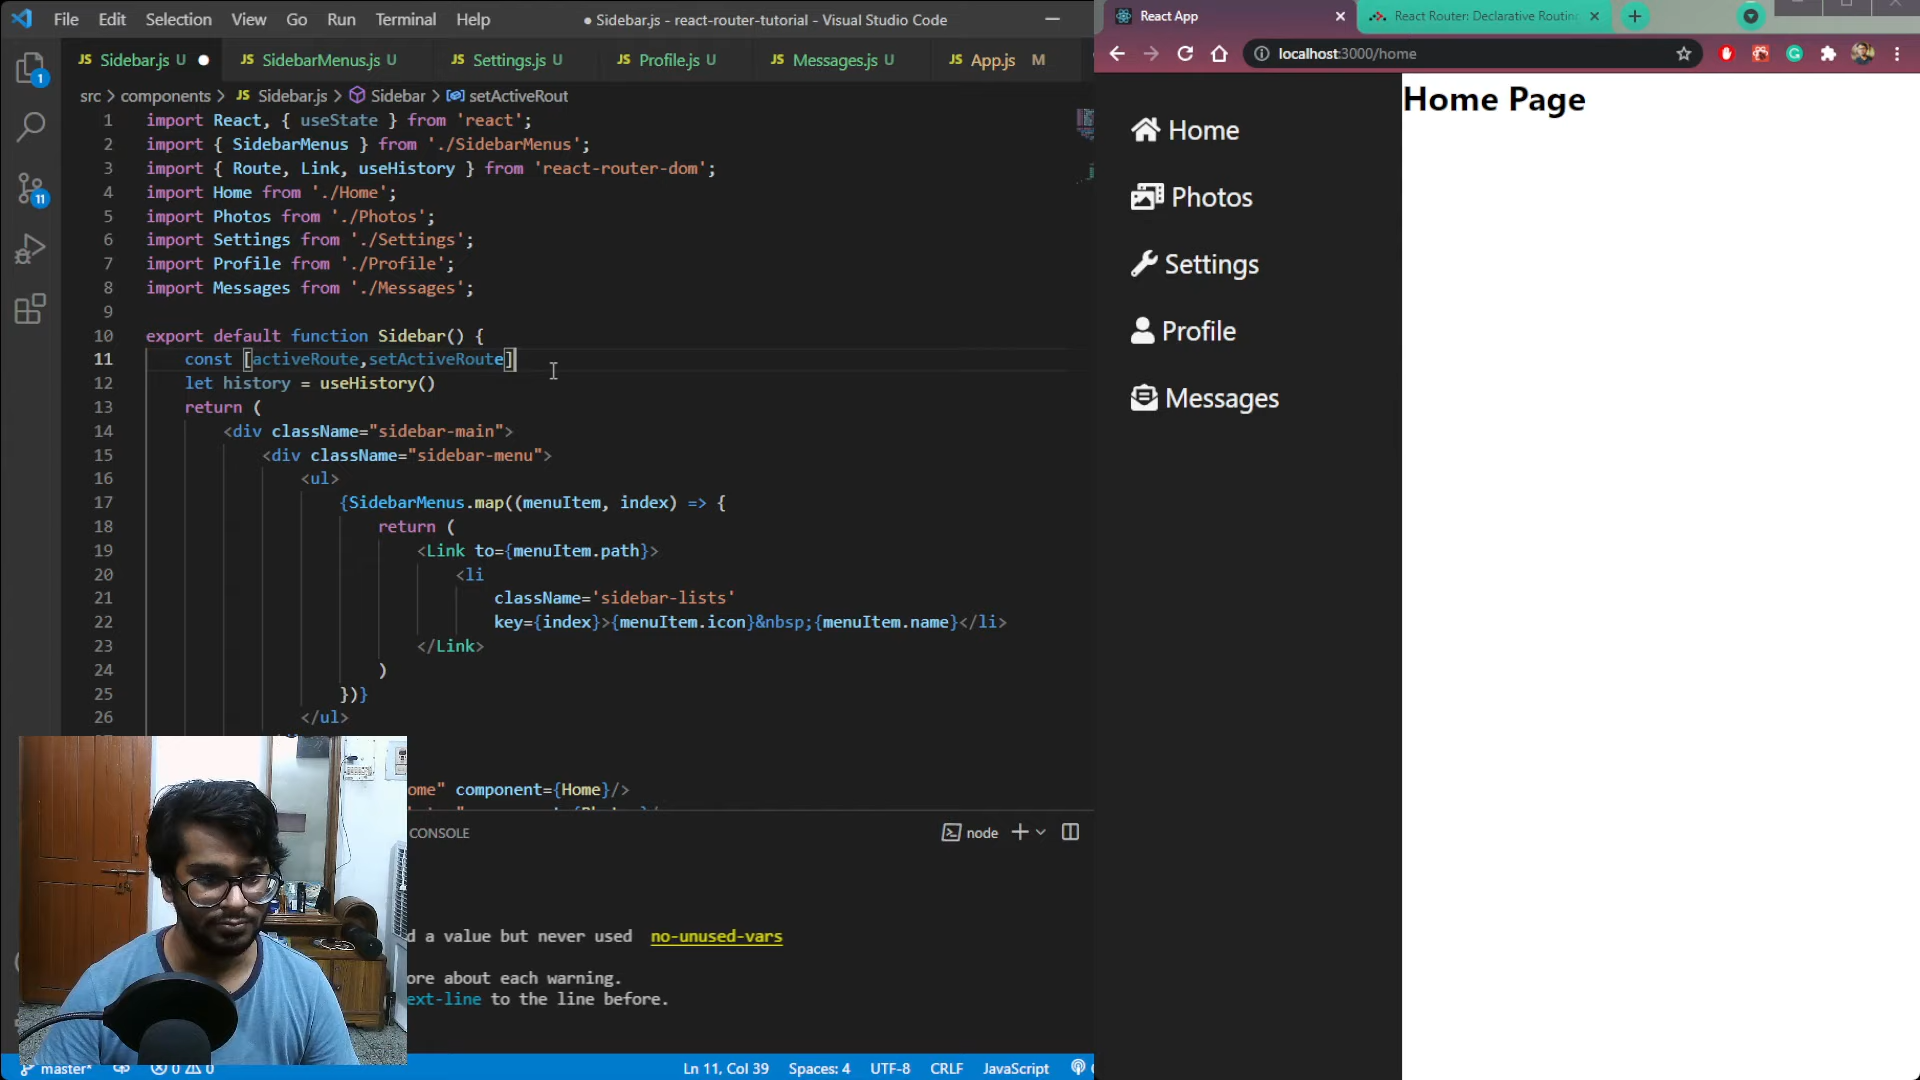 File Edit Selection View Go Run Terminal Help
● Sidebar.js - react-router-tutorial - Visual Studio Code
JS Sidebar.js U ●
JS SidebarMenus.js U
JS Settings.js U
JS Profile.js U
JS Messages.js U
JS App.js M
src > components > JS Sidebar.js > Sidebar > setActiveRout
1 import React, { useState } from 'react';
2 import { SidebarMenus } from './SidebarMenus';
3 import { Route, Link, useHistory } from 'react-router-dom';
4 import Home from './Home';
5 import Photos from './Photos';
6 import Settings from './Settings';
7 import Profile from './Profile';
8 import Messages from './Messages';
9
10 export default function Sidebar() {
11 const [activeRoute,setActiveRoute]
12 let history = useHistory()
13 return (
14 <div className="sidebar-main">
15 <div className="sidebar-menu">
16 <ul>
17 {SidebarMenus.map((menuItem, index) => {
18 return (
19 <Link to={menuItem.path}>
20 <li
21 className='sidebar-lists'
22 key={index}>{menuItem.icon}&nbsp;{menuItem.name}</li>
23 </Link>
24 )
25 })}
26 </ul>
ome" component={Home}/>
CONSOLE
node
d a value but never used no-unused-vars
ore about each warning.
ext-line to the line before.
master*
0 0
Ln 11, Col 39
Spaces: 4
UTF-8
CRLF
JavaScript
1
11
React App
React Router: Declarative Routin
localhost:3000/home
Home
Photos
Settings
Profile
Messages
Home Page